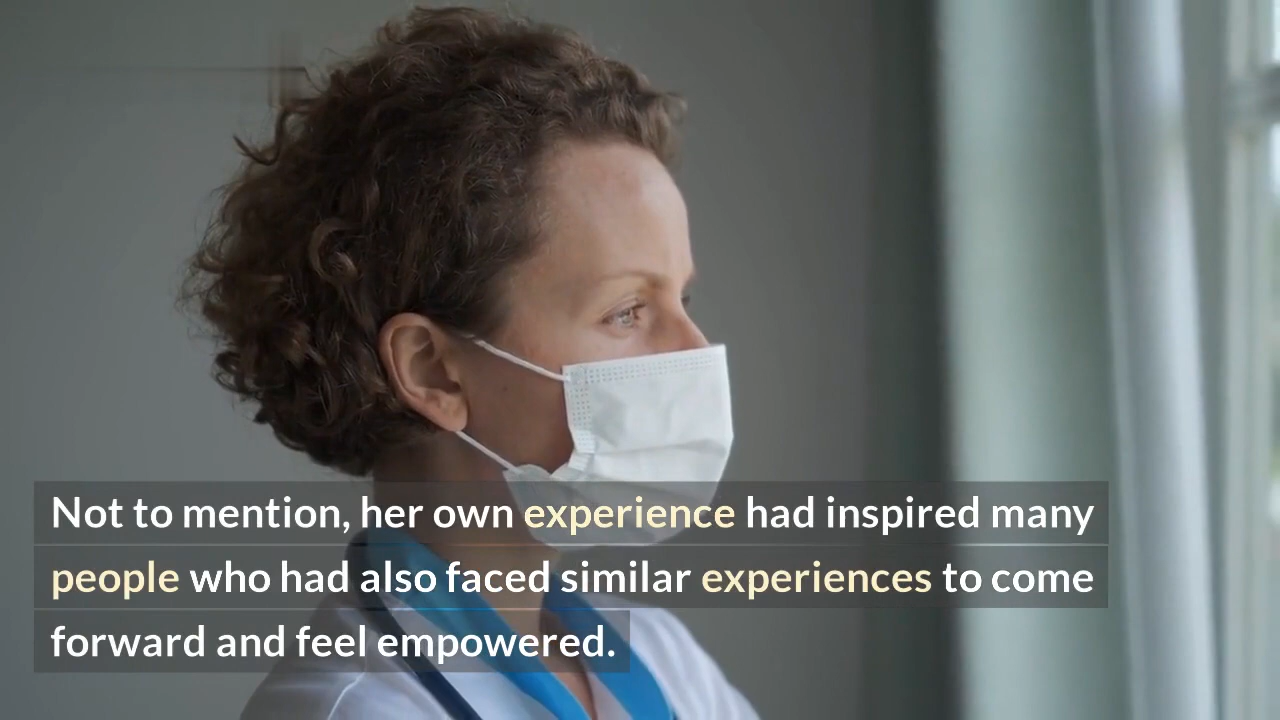 Not to mention, her own experience had inspired many
people who had also faced similar experiences to come
forward and feel empowered.